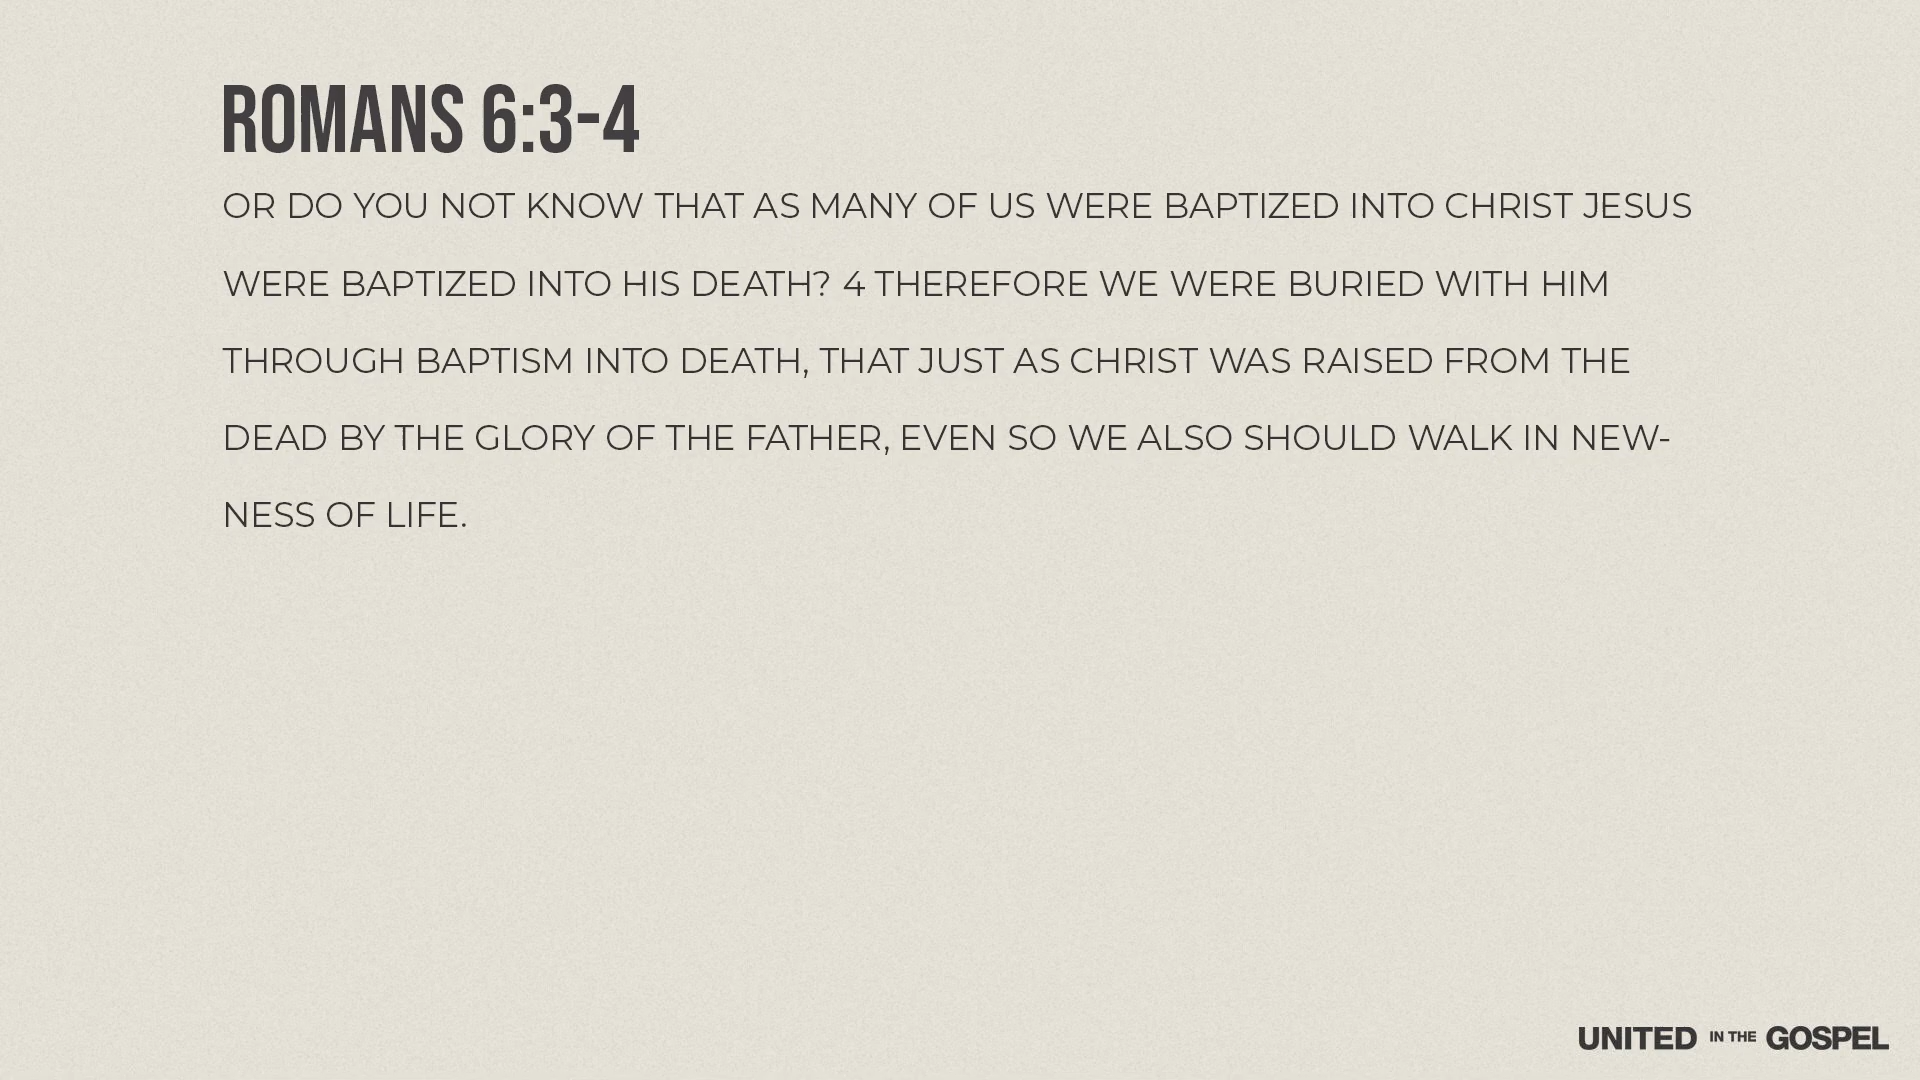 ROMANS 6:3-4
OR DO YOU NOT KNOW THAT AS MANY OF US WERE BAPTIZED INTO CHRIST JESUS
WERE BAPTIZED INTO HIS DEATH? 4 THEREFORE WE WERE BURIED WITH HIM
THROUGH BAPTISM INTO DEATH, THAT JUST AS CHRIST WAS RAISED FROM THE
DEAD BY THE GLORY OF THE FATHER, EVEN SO WE ALSO SHOULD WALK IN NEW-
NESS OF LIFE.
UNITED IN THE GOSPEL